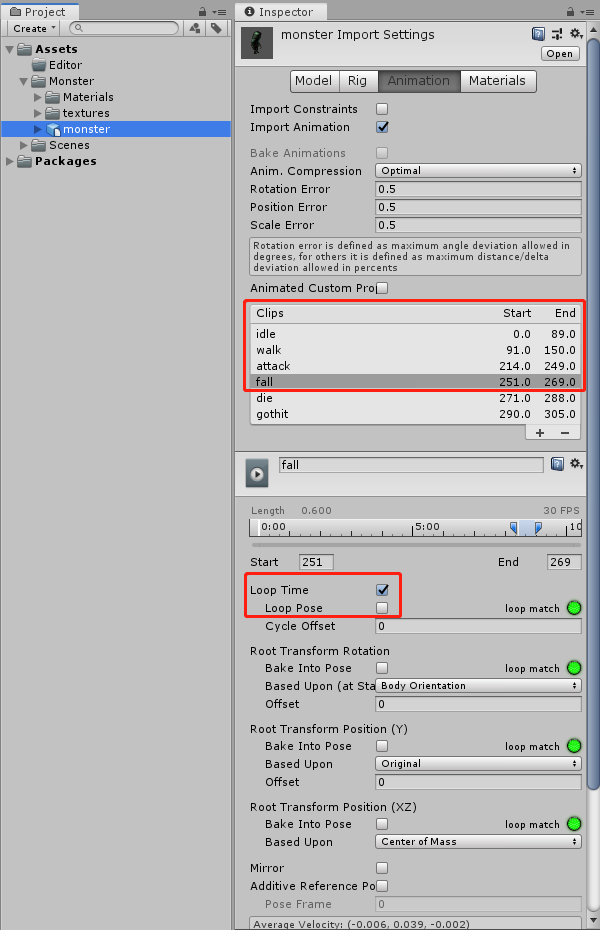 Project
Create
Assets
Editor
Monster
Materials
textures
monster
Scenes
Packages
Inspector
monster Import Settings
Open
Model Rig Animation Materials
Import Constraints
Import Animation
Bake Animations
Anim. Compression Optimal
Rotation Error 0.5
Position Error 0.5
Scale Error 0.5
Rotation error is defined as maximum angle deviation allowed in
degrees, for others it is defined as maximum distance/delta
deviation allowed in percents
Animated Custom Pro
Clips Start End
idle 0.0 89.0
walk 91.0 150.0
attack 214.0 249.0
fall 251.0 269.0
die 271.0 288.0
gothit 290.0 305.0
+ −
fall
Length 0.600 30 FPS
0:00 5:00 10
Start 251 End 269
Loop Time
Loop Pose loop match
Cycle Offset 0
Root Transform Rotation
Bake Into Pose loop match
Based Upon (at Sta Body Orientation
Offset 0
Root Transform Position (Y)
Bake Into Pose loop match
Based Upon Original
Offset 0
Root Transform Position (XZ)
Bake Into Pose loop match
Based Upon Center of Mass
Mirror
Additive Reference Po
Pose Frame 0
Average Velocity: (-0.006, 0.039, -0.002)